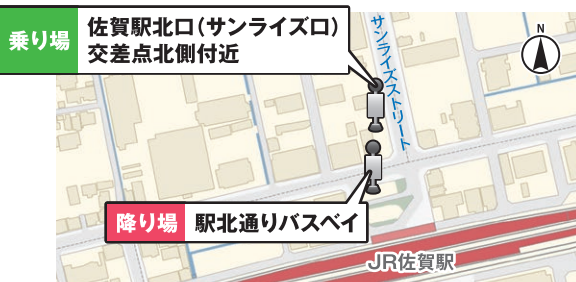 乗り場
佐賀駅北口（サンライズ口）
交差点北側付近
N
サンライズストリート
降り場
駅北通りバスベイ
JR佐賀駅